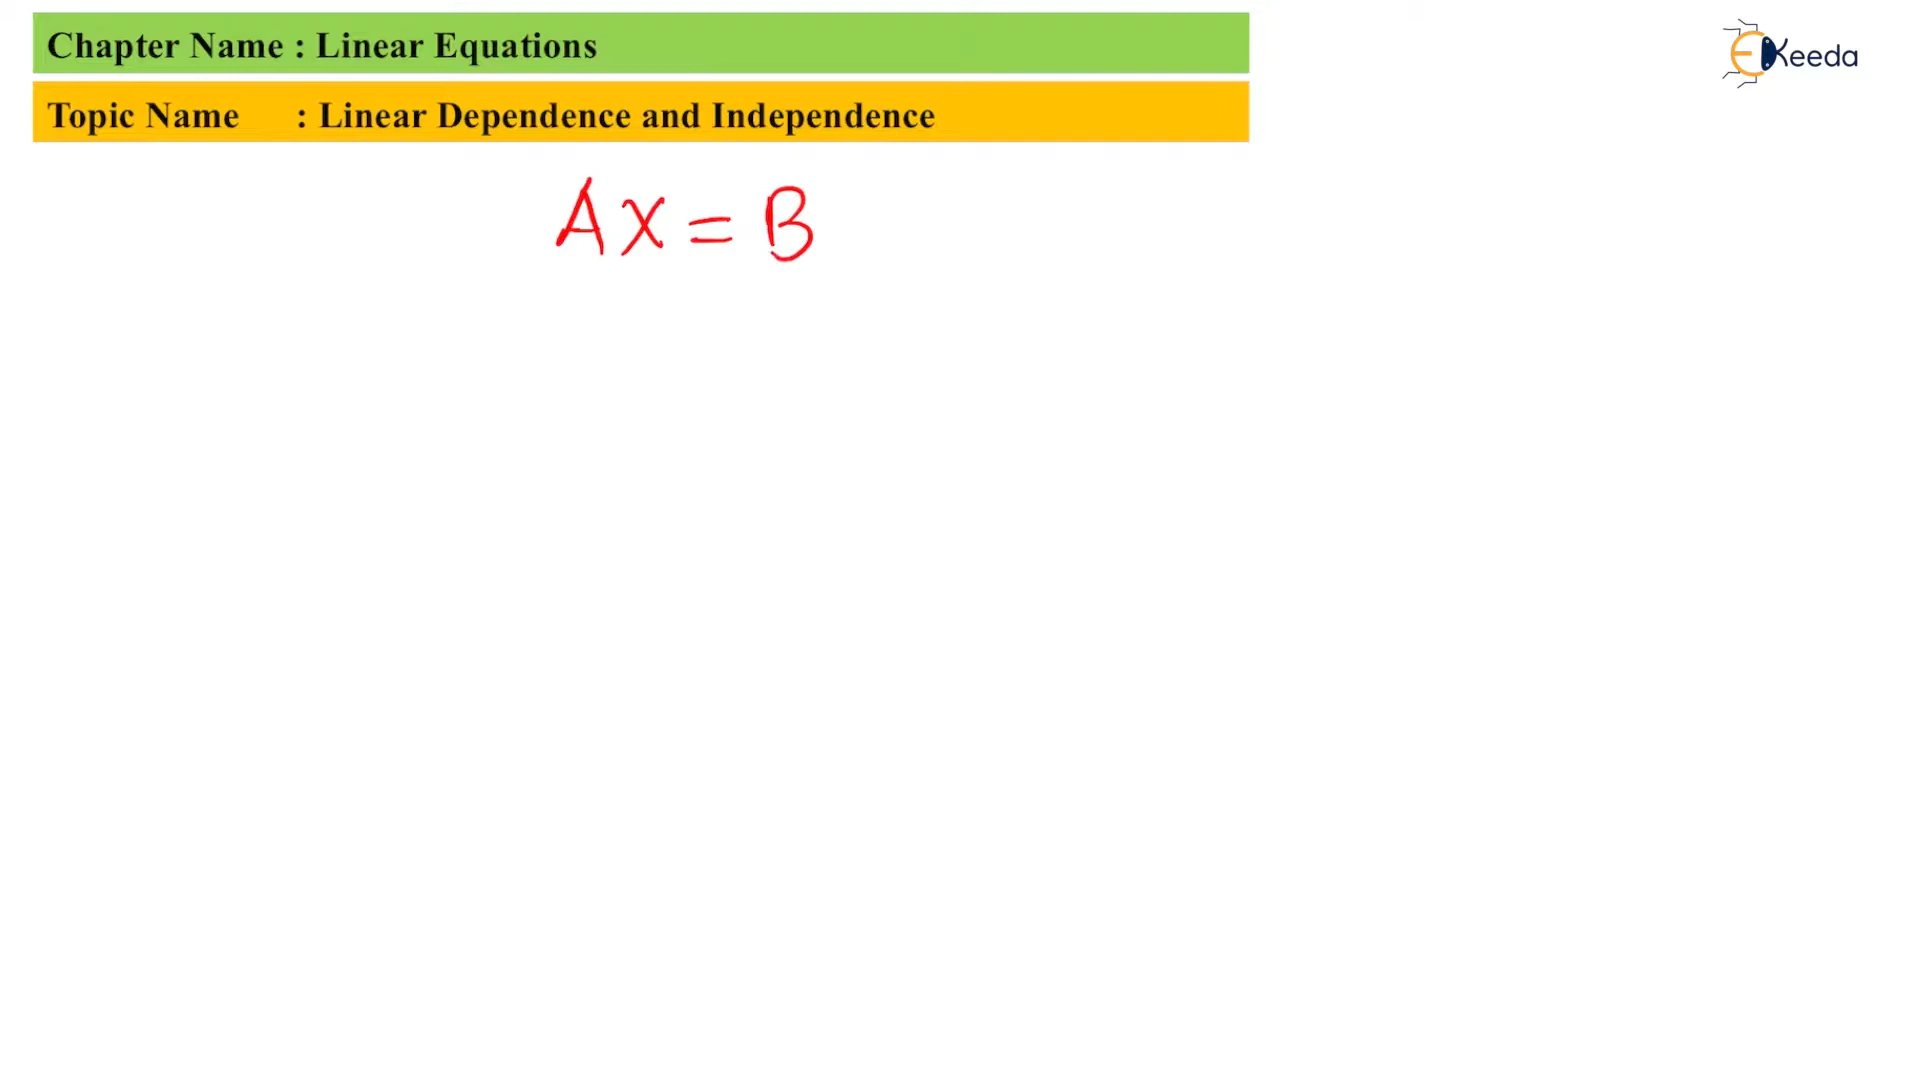 Chapter Name : Linear Equations
EKeeda
Topic Name : Linear Dependence and Independence
AX = B